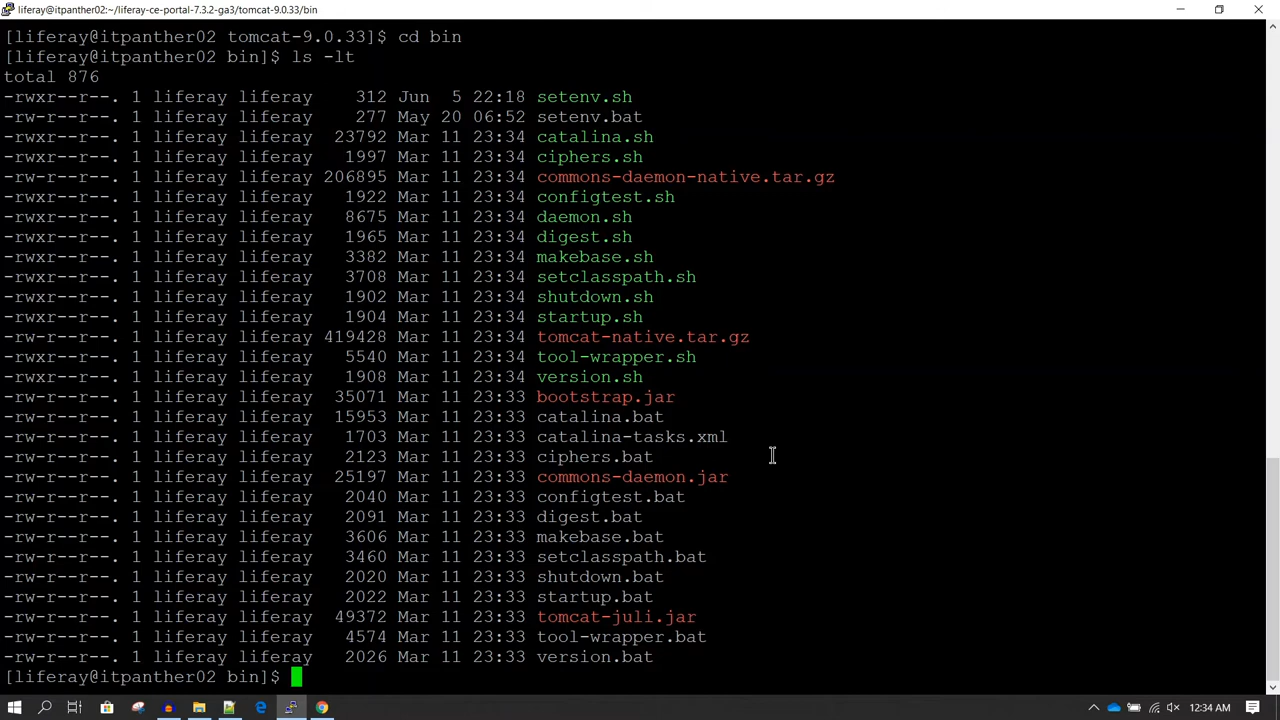 liferay@itpanther02:~/liferay-ce-portal-7.3.2-ga3/tomcat-9.0.33/bin
[liferay@itpanther02 tomcat-9.0.33]$ cd bin
[liferay@itpanther02 bin]$ ls -lt
total 876
-rwxr--r--. 1 liferay liferay    312 Jun  5 22:18 setenv.sh
-rw-r--r--. 1 liferay liferay    277 May 20 06:52 setenv.bat
-rwxr--r--. 1 liferay liferay  23792 Mar 11 23:34 catalina.sh
-rwxr--r--. 1 liferay liferay   1997 Mar 11 23:34 ciphers.sh
-rw-r--r--. 1 liferay liferay 206895 Mar 11 23:34 commons-daemon-native.tar.gz
-rwxr--r--. 1 liferay liferay   1922 Mar 11 23:34 configtest.sh
-rwxr--r--. 1 liferay liferay   8675 Mar 11 23:34 daemon.sh
-rwxr--r--. 1 liferay liferay   1965 Mar 11 23:34 digest.sh
-rwxr--r--. 1 liferay liferay   3382 Mar 11 23:34 makebase.sh
-rwxr--r--. 1 liferay liferay   3708 Mar 11 23:34 setclasspath.sh
-rwxr--r--. 1 liferay liferay   1902 Mar 11 23:34 shutdown.sh
-rwxr--r--. 1 liferay liferay   1904 Mar 11 23:34 startup.sh
-rw-r--r--. 1 liferay liferay 419428 Mar 11 23:34 tomcat-native.tar.gz
-rwxr--r--. 1 liferay liferay   5540 Mar 11 23:34 tool-wrapper.sh
-rwxr--r--. 1 liferay liferay   1908 Mar 11 23:34 version.sh
-rw-r--r--. 1 liferay liferay  35071 Mar 11 23:33 bootstrap.jar
-rw-r--r--. 1 liferay liferay  15953 Mar 11 23:33 catalina.bat
-rw-r--r--. 1 liferay liferay   1703 Mar 11 23:33 catalina-tasks.xml
-rw-r--r--. 1 liferay liferay   2123 Mar 11 23:33 ciphers.bat
-rw-r--r--. 1 liferay liferay  25197 Mar 11 23:33 commons-daemon.jar
-rw-r--r--. 1 liferay liferay   2040 Mar 11 23:33 configtest.bat
-rw-r--r--. 1 liferay liferay   2091 Mar 11 23:33 digest.bat
-rw-r--r--. 1 liferay liferay   3606 Mar 11 23:33 makebase.bat
-rw-r--r--. 1 liferay liferay   3460 Mar 11 23:33 setclasspath.bat
-rw-r--r--. 1 liferay liferay   2020 Mar 11 23:33 shutdown.bat
-rw-r--r--. 1 liferay liferay   2022 Mar 11 23:33 startup.bat
-rw-r--r--. 1 liferay liferay  49372 Mar 11 23:33 tomcat-juli.jar
-rw-r--r--. 1 liferay liferay   4574 Mar 11 23:33 tool-wrapper.bat
-rw-r--r--. 1 liferay liferay   2026 Mar 11 23:33 version.bat
[liferay@itpanther02 bin]$
12:34 AM